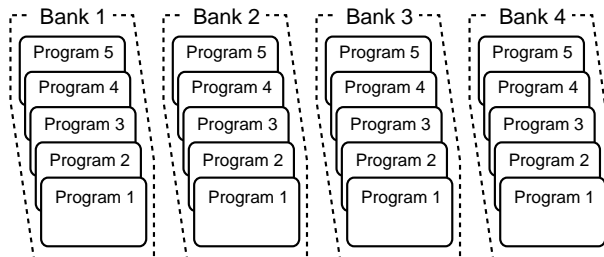 Bank 1 Bank 2 Bank 3 Bank 4
Program 5 Program 5 Program 5 Program 5
Program 4 Program 4 Program 4 Program 4
Program 3 Program 3 Program 3 Program 3
Program 2 Program 2 Program 2 Program 2
Program 1 Program 1 Program 1 Program 1